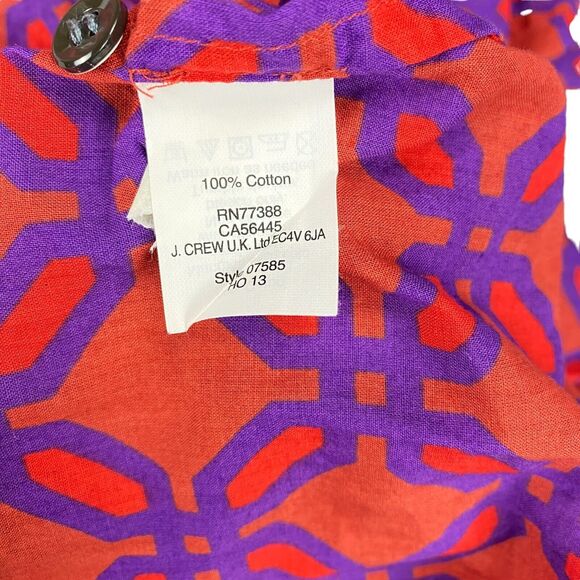 100% Cotton
RN77388
CA56445
J. CREW U.K. Ltd EC4V 6JA
Style 07585
HO 13